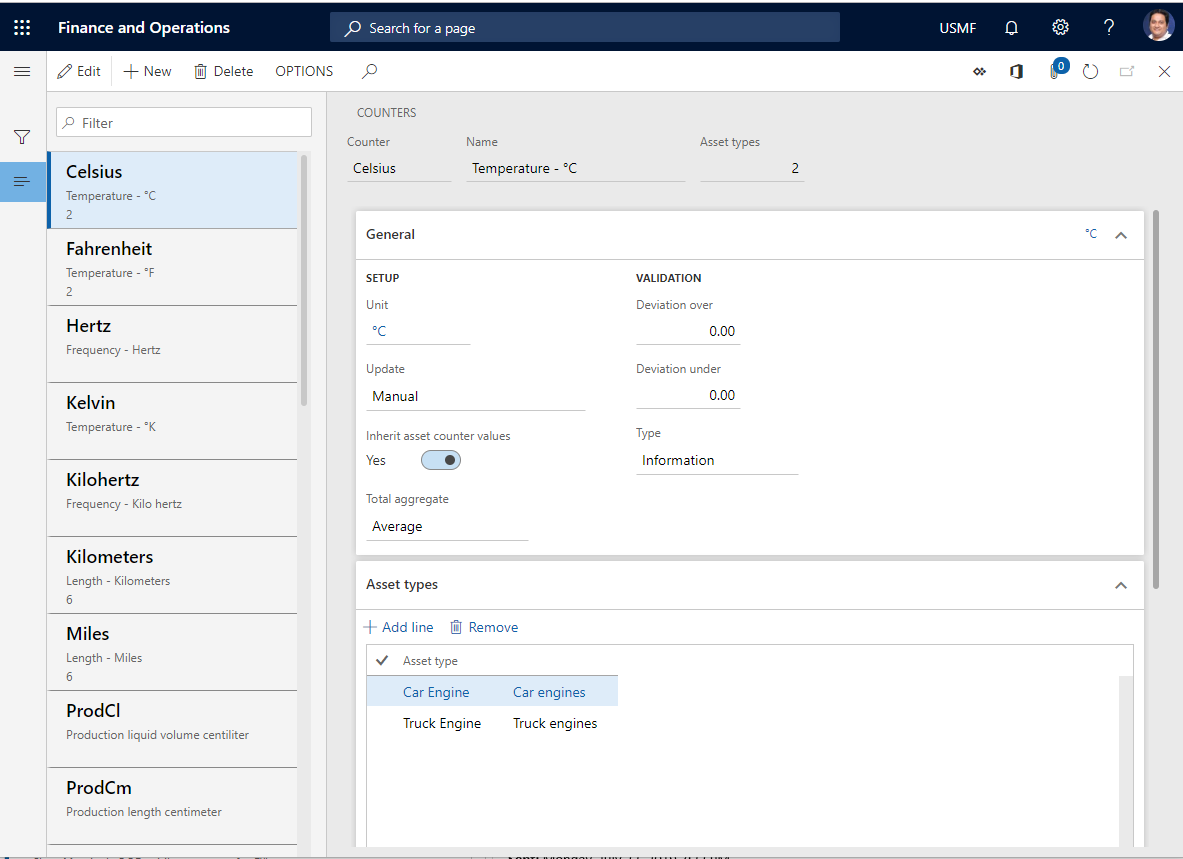 Finance and Operations
Search for a page
USMF
?
Edit
New
Delete
OPTIONS
0
Filter
Celsius
Temperature - °C
2
Fahrenheit
Temperature - °F
2
Hertz
Frequency - Hertz
Kelvin
Temperature - °K
Kilohertz
Frequency - Kilo hertz
Kilometers
Length - Kilometers
6
Miles
Length - Miles
6
ProdCl
Production liquid volume centiliter
ProdCm
Production length centimeter
COUNTERS
Counter Name Asset types
Celsius Temperature - °C 2
General °C
SETUP
Unit
°C
Update
Manual
Inherit asset counter values
Yes
Total aggregate
Average
VALIDATION
Deviation over
0.00
Deviation under
0.00
Type
Information
Asset types
Add line Remove
Asset type
Car Engine Car engines
Truck Engine Truck engines